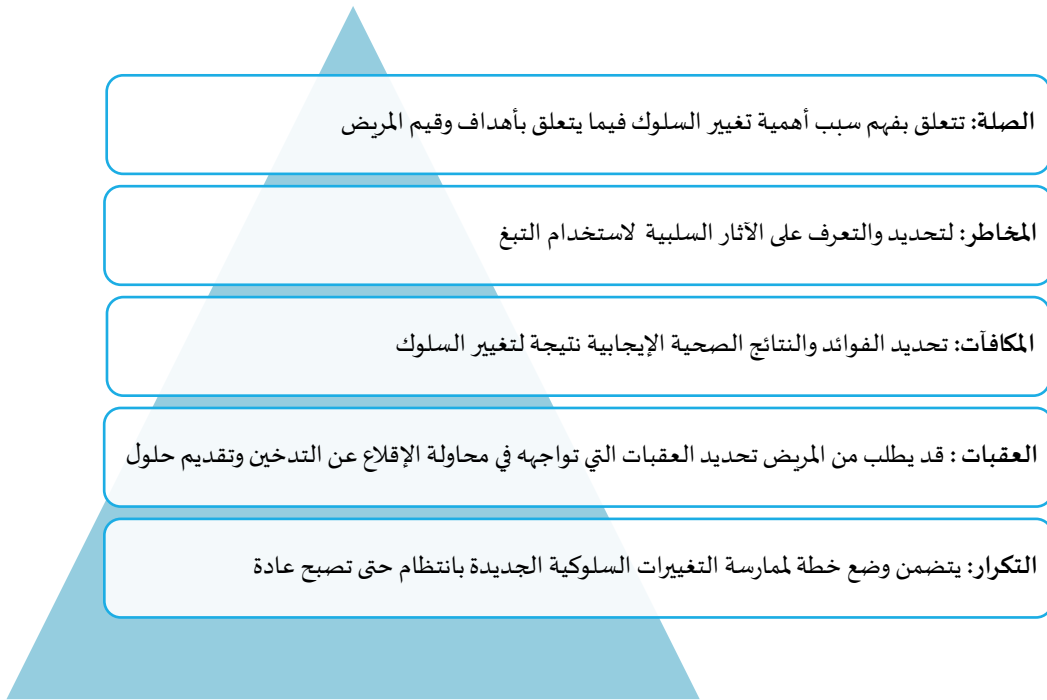 الصلة: تتعلق بفهم سبب أهمية تغيير السلوك فيما يتعلق بأهداف وقيم المريض
المخاطر: لتحديد والتعرف على الآثار السلبية لاستخدام التبغ
المكافآت: تحديد الفوائد والنتائج الصحية الإيجابية نتيجة لتغيير السلوك
العقبات : قد يطلب من المريض تحديد العقبات التي تواجهه في محاولة الإقلاع عن التدخين وتقديم حلول
التكرار: يتضمن وضع خطة لممارسة التغييرات السلوكية الجديدة بانتظام حتى تصبح عادة